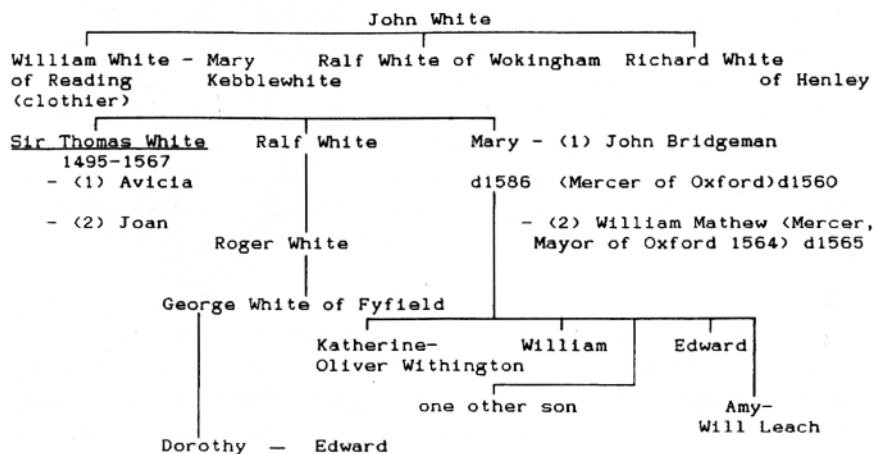 John White
William White - Mary Ralf White of Wokingham Richard White
of Reading Kebblewhite of Henley
(clothier)
Sir Thomas White Ralf White Mary - (1) John Bridgeman
1495-1567
- (1) Avicia d1586 (Mercer of Oxford)d1560
- (2) Joan - (2) William Mathew (Mercer,
Roger White Mayor of Oxford 1564) d1565
George White of Fyfield
Katherine- William Edward
Oliver Withington
one other son Amy-
Will Leach
Dorothy — Edward